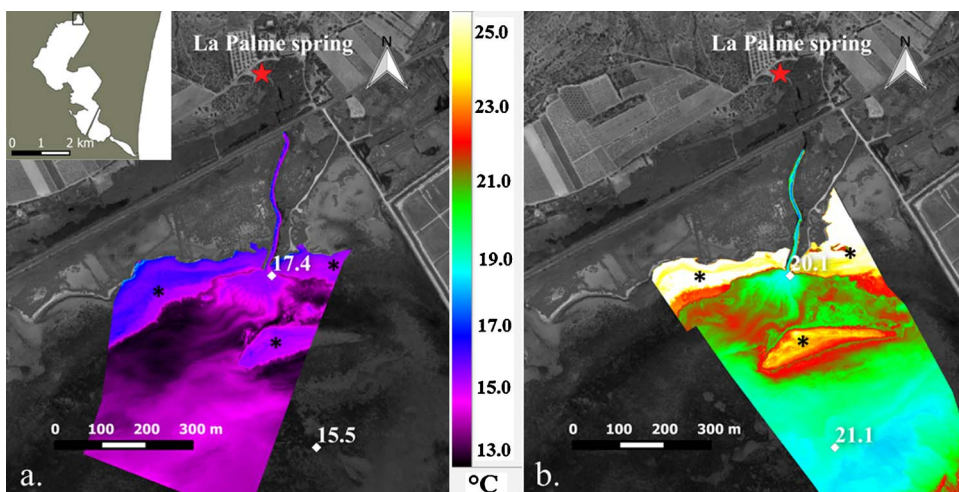 La Palme spring
N
0 1 2 km
17.4
15.5
0 100 200 300 m
a.
25.0
23.0
21.0
19.0
17.0
15.0
13.0
°C
La Palme spring
N
20.1
21.1
0 100 200 300 m
b.